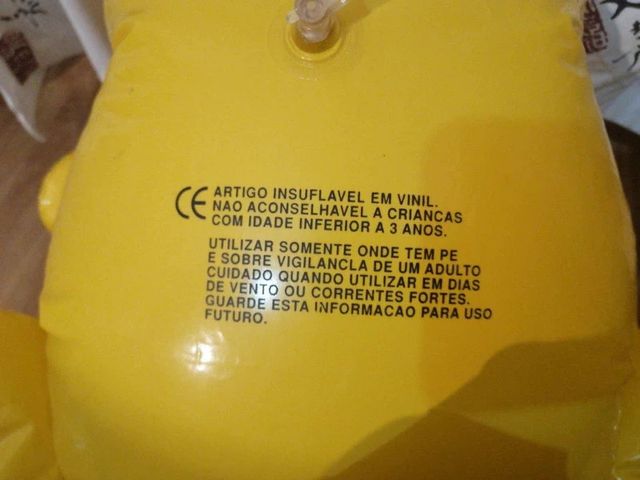 CE ARTIGO INSUFLAVEL EM VINIL.
NAO ACONSELHAVEL A CRIANCAS
COM IDADE INFERIOR A 3 ANOS.
UTILIZAR SOMENTE ONDE TEM PE
E SOBRE VIGILANCLA DE UM ADULTO
CUIDADO QUANDO UTILIZAR EM DIAS
DE VENTO OU CORRENTES FORTES.
GUARDE ESTA INFORMACAO PARA USO
FUTURO.